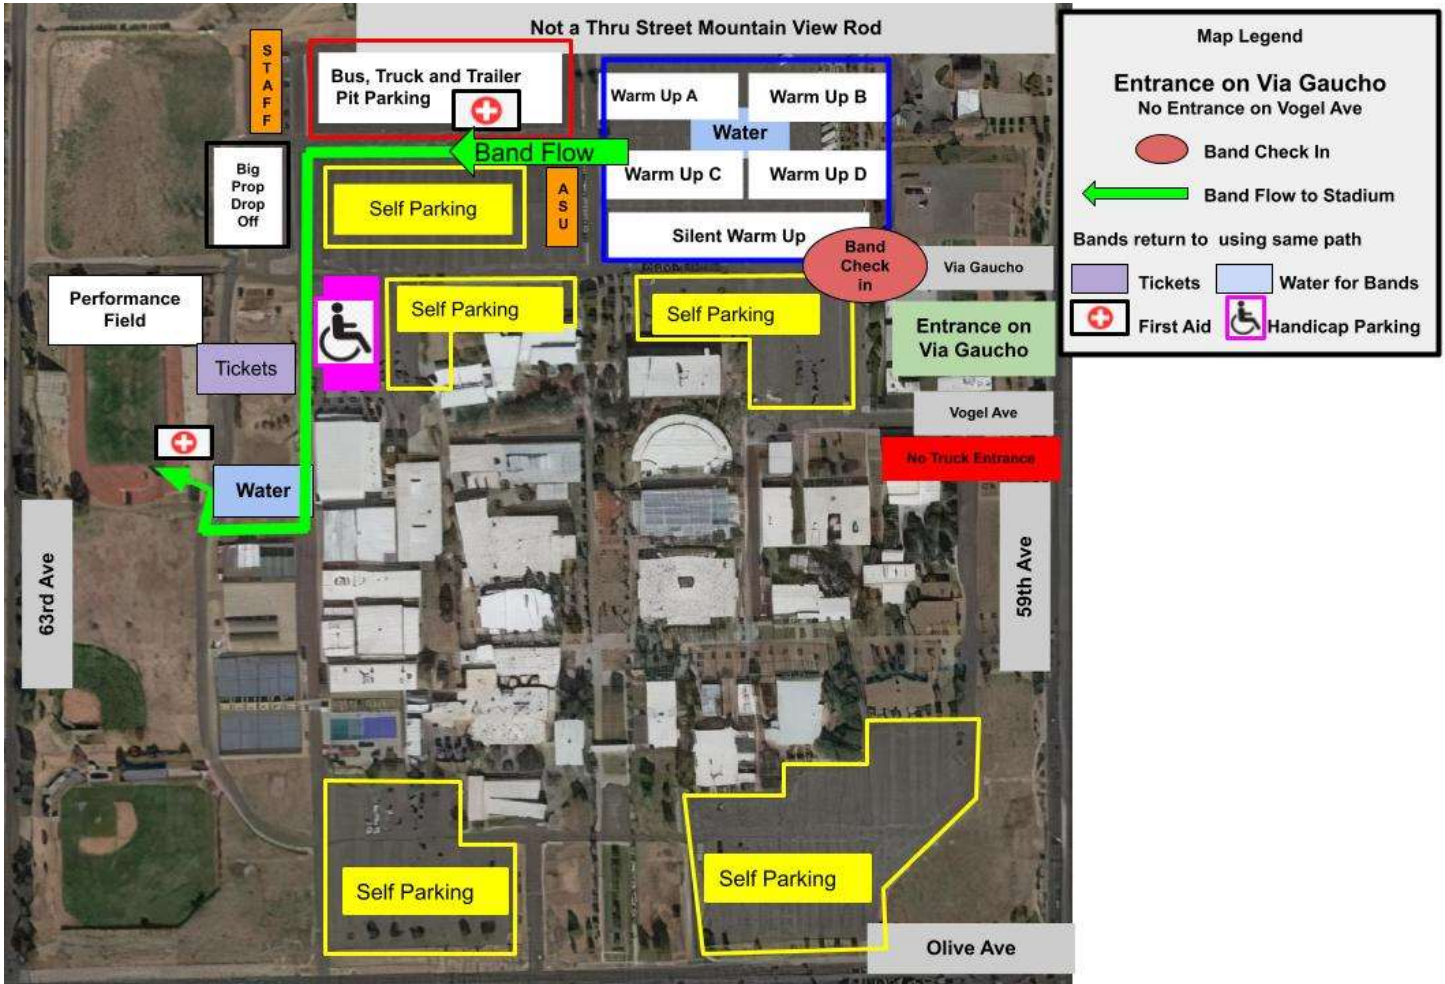 Not a Thru Street Mountain View Rod
S
T
A
F
F
Bus, Truck and Trailer
Pit Parking
Warm Up A
Warm Up B
Water
Band Flow
Warm Up C
Warm Up D
Big
Prop
Drop
Off
Self Parking
A
S
U
Silent Warm Up
Band
Check
in
Via Gaucho
Performance
Field
Self Parking
Self Parking
Entrance on
Via Gaucho
Tickets
Vogel Ave
No Truck Entrance
Water
63rd Ave
59th Ave
Self Parking
Self Parking
Olive Ave
Map Legend
Entrance on Via Gaucho
No Entrance on Vogel Ave
Band Check In
Band Flow to Stadium
Bands return to using same path
Tickets
Water for Bands
First Aid
Handicap Parking